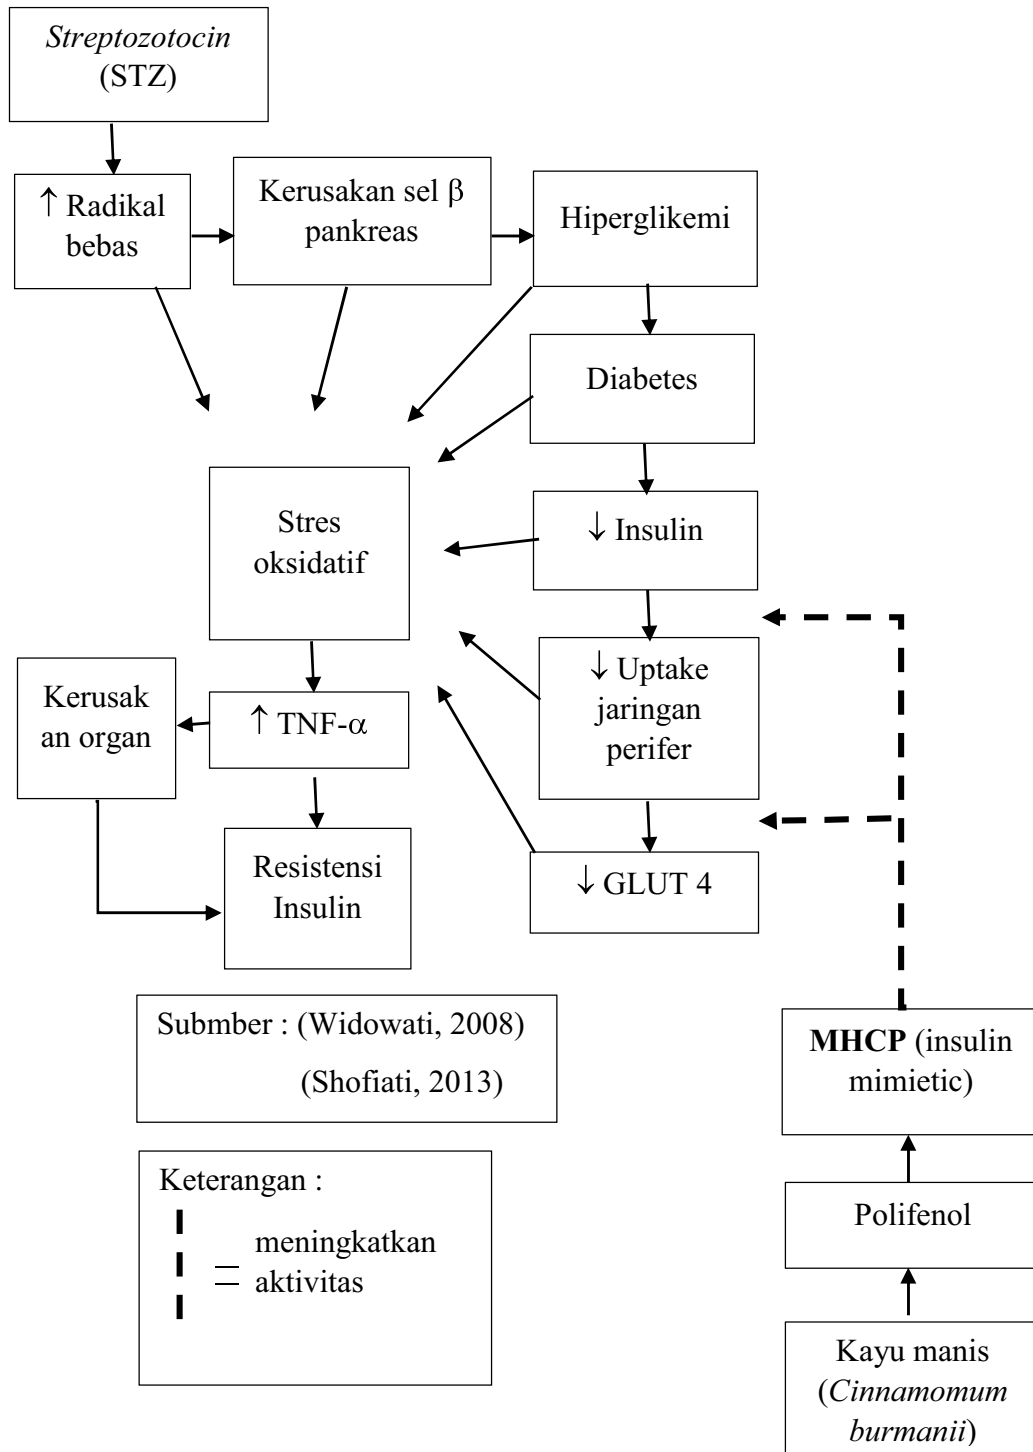 Streptozotocin
(STZ)
↑ Radikal
bebas
Kerusakan sel β
pankreas
Hiperglikemi
Diabetes
Stres
oksidatif
↓ Insulin
↓ Uptake
jaringan
perifer
Kerusak
an organ
↑ TNF-α
Resistensi
Insulin
↓ GLUT 4
Submber : (Widowati, 2008)
(Shofiati, 2013)
MHCP (insulin
mimietic)
Keterangan :
= meningkatkan
aktivitas
Polifenol
Kayu manis
(Cinnamomum
burmanii)